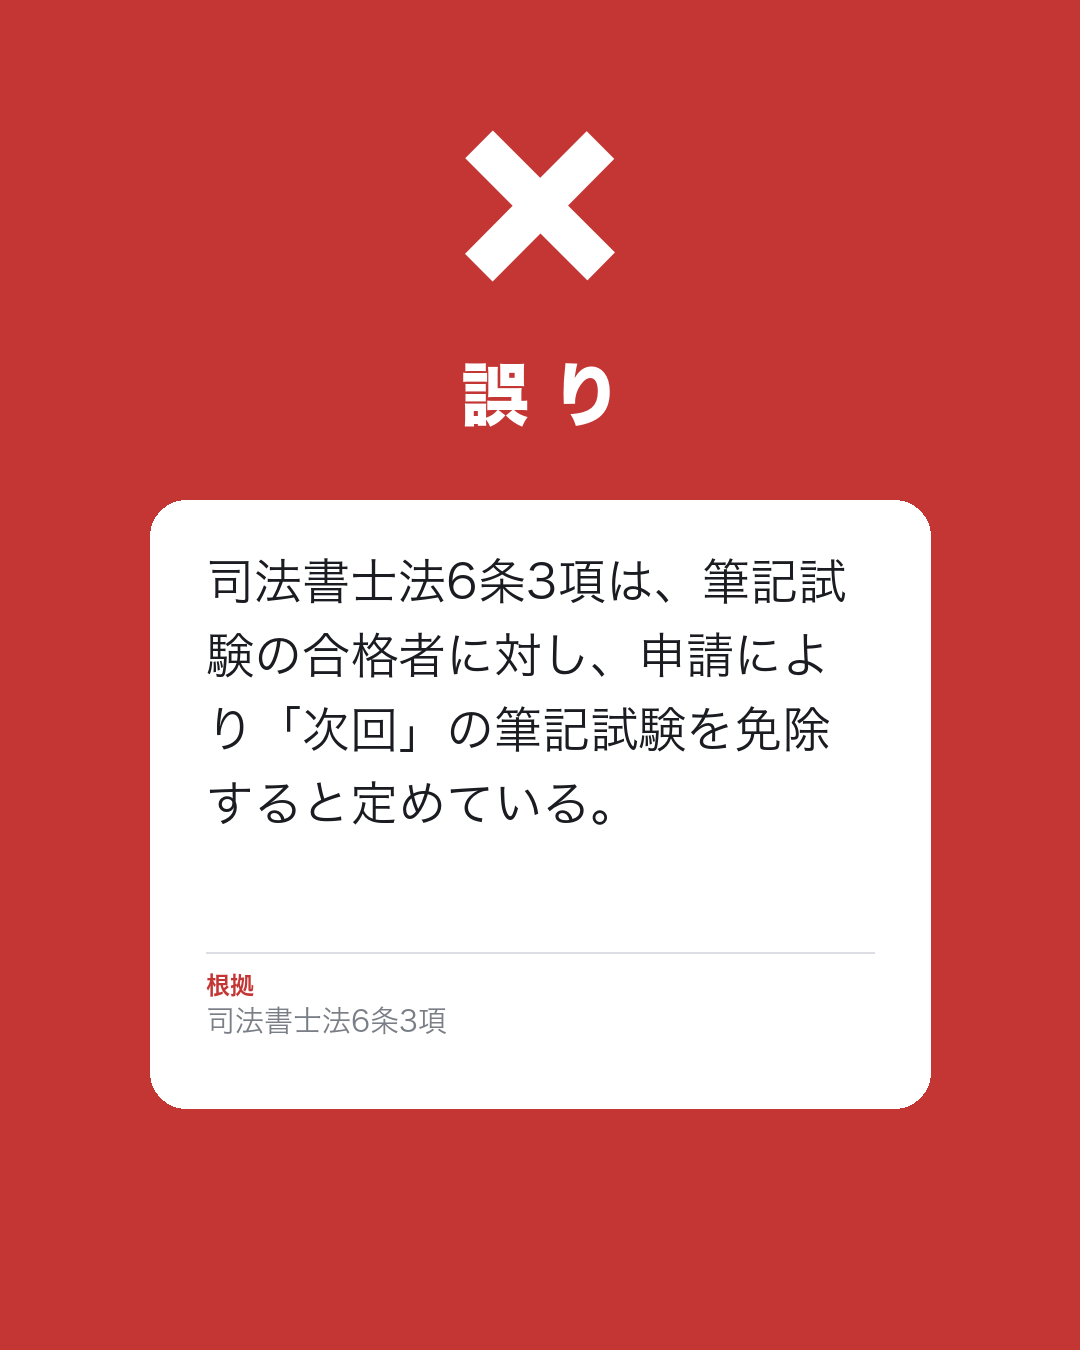 誤り
司法書士法6条3項は、筆記試
験の合格者に対し、申請によ
り「次回」の筆記試験を免除
すると定めている。
根拠
司法書士法6条3項